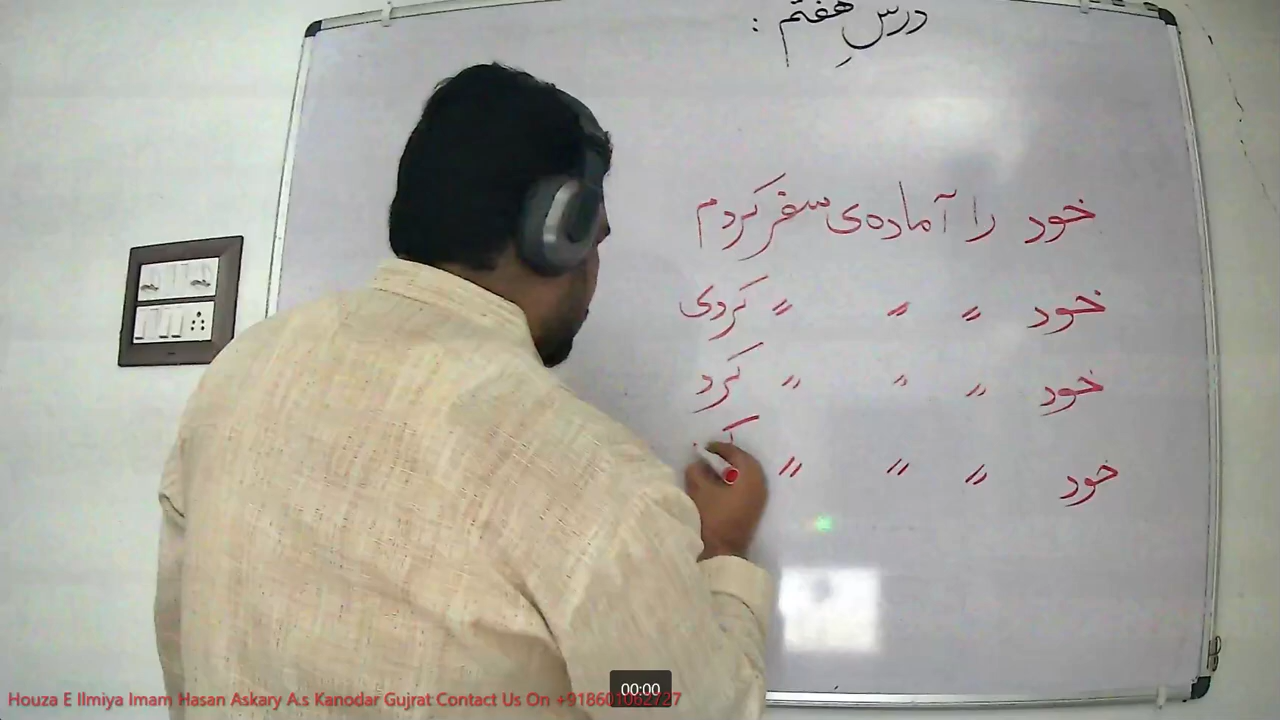 درسِ هفتم :
خود را آماده‌ی سفر کردم
خود 〃 〃 〃 کردی
خود 〃 〃 〃 کرد
خود 〃 〃 〃
00:00
Houza E Ilmiya Imam Hasan Askary A.s Kanodar Gujrat Contact Us On +918601062727